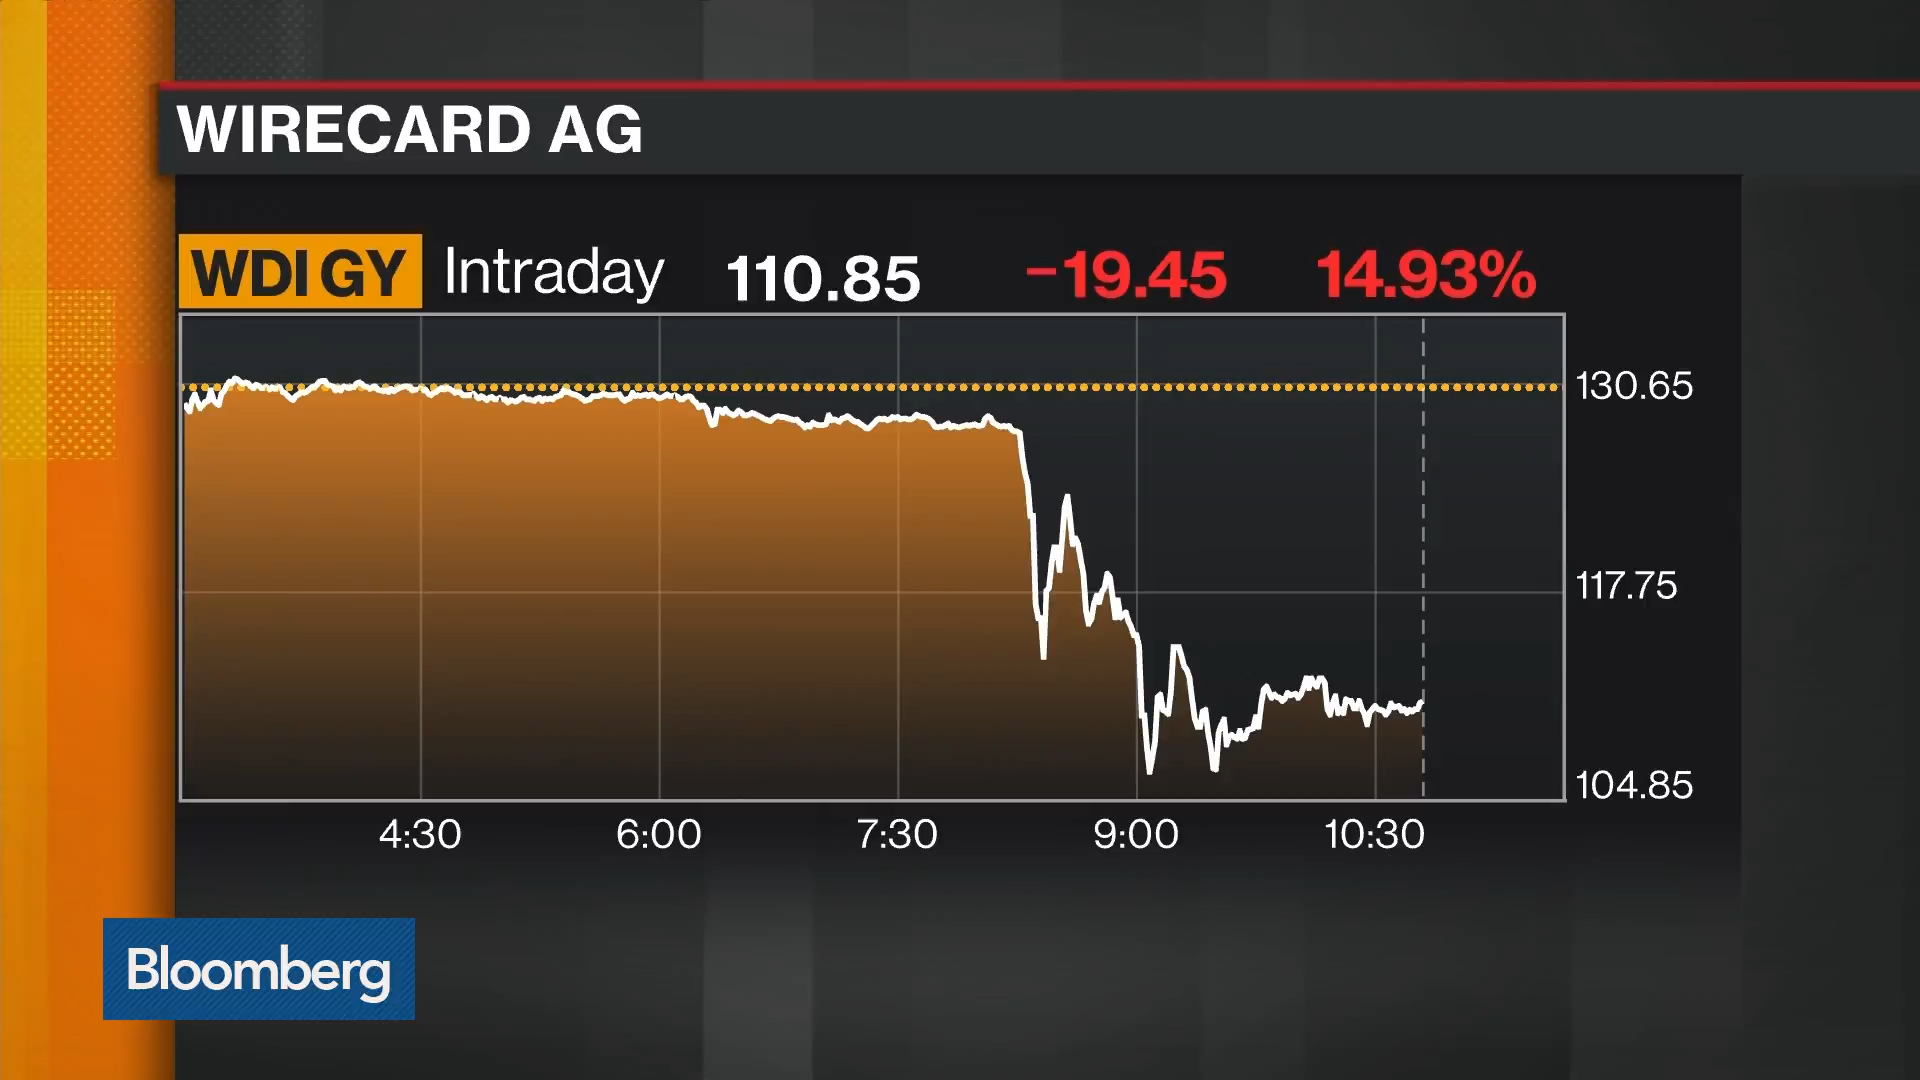 WIRECARD AG
WDI GY Intraday 110.85 −19.45 14.93%
130.65
117.75
104.85
4:30 6:00 7:30 9:00 10:30
Bloomberg